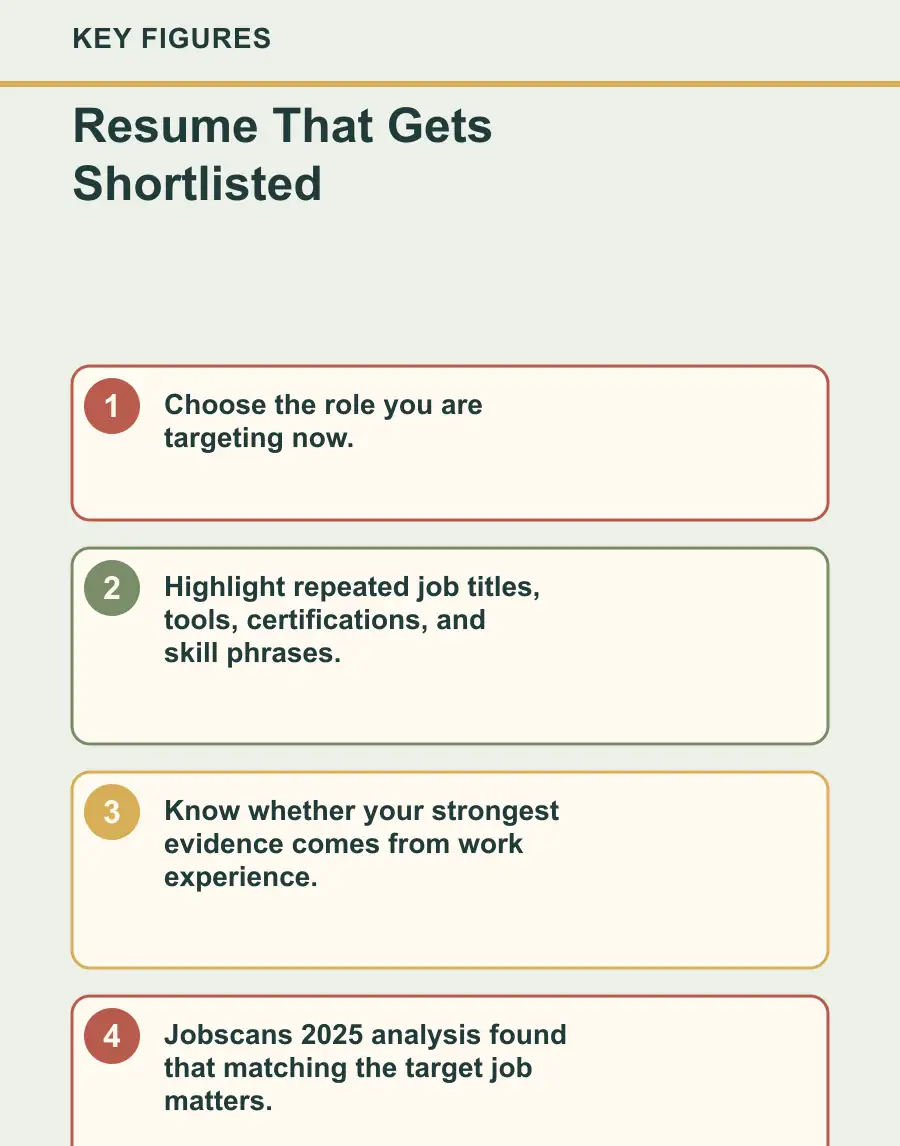 KEY FIGURES
Resume That Gets
Shortlisted
1
Choose the role you are
targeting now.
2
Highlight repeated job titles,
tools, certifications, and
skill phrases.
3
Know whether your strongest
evidence comes from work
experience.
4
Jobscans 2025 analysis found
that matching the target job
matters.